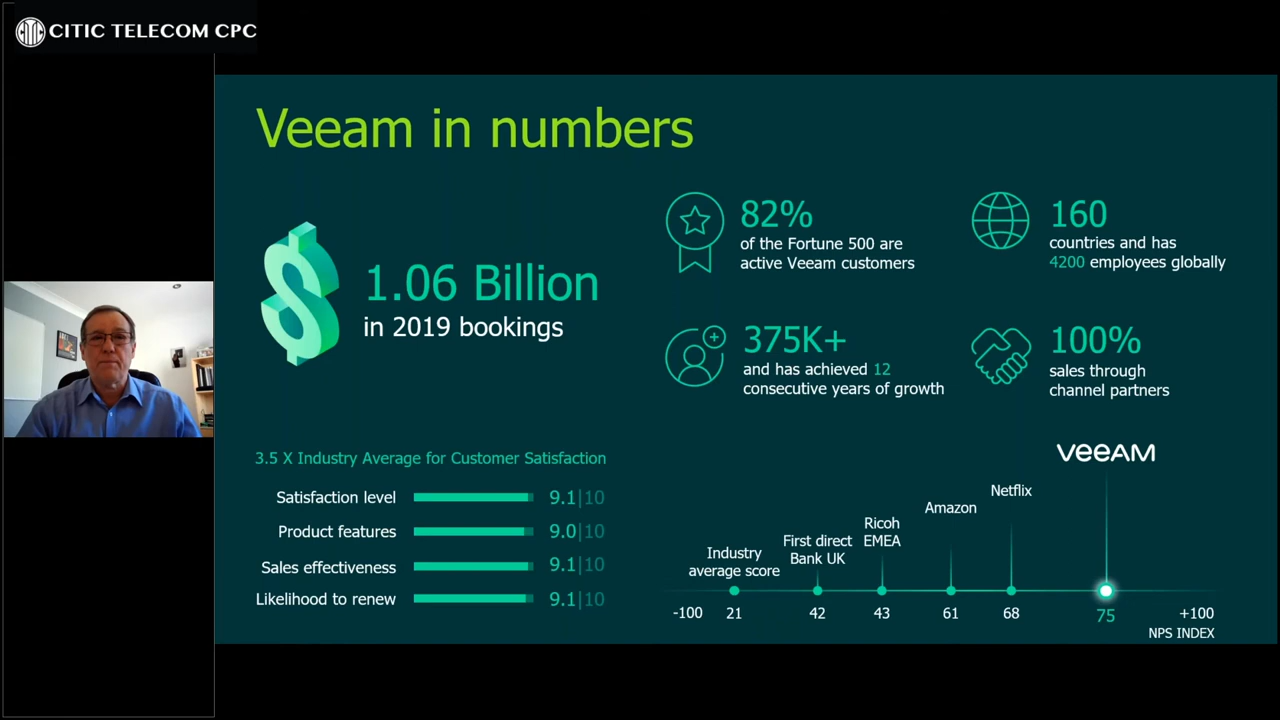 CITIC TELECOM CPC
Veeam in numbers
1.06 Billion
in 2019 bookings
82%
of the Fortune 500 are
active Veeam customers
160
countries and has
4200 employees globally
375K+
and has achieved 12
consecutive years of growth
100%
sales through
channel partners
3.5 X Industry Average for Customer Satisfaction
Satisfaction level 9.1|10
Product features 9.0|10
Sales effectiveness 9.1|10
Likelihood to renew 9.1|10
VEEAM
Netflix
Amazon
Ricoh
EMEA
First direct
Bank UK
Industry
average score
-100 21 42 43 61 68 75 +100
NPS INDEX